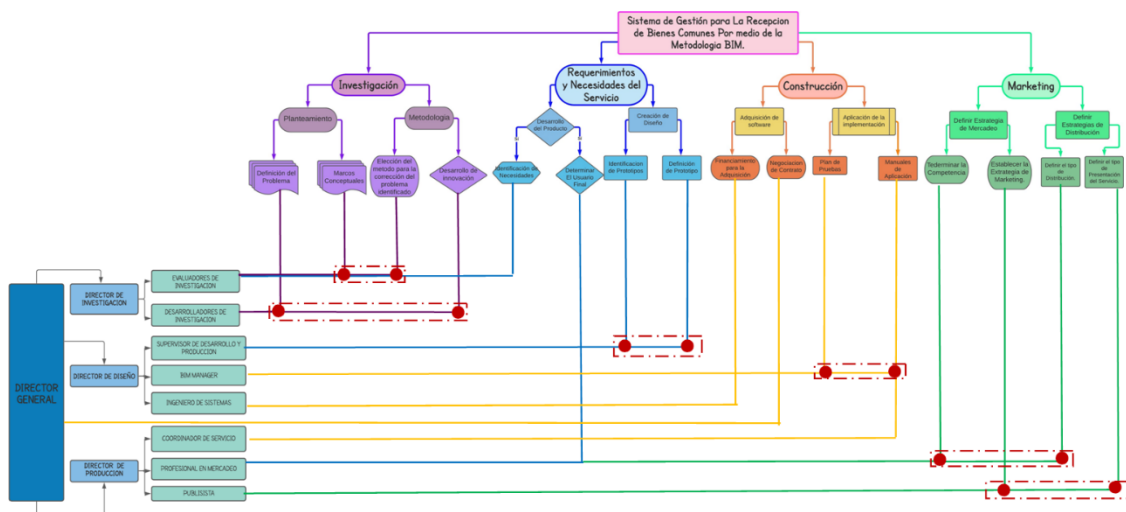 Sistema de Gestión para La Recepcion
de Bienes Comunes Por medio de la
Metodologia BIM.
Investigación
Requerimientos
y Necesidades del
Servicio
Construcción
Marketing
Planteamiento
Metodologia
Desarrollo
del Producto
Creación de
Diseño
Adquisición de
software
Aplicación de la
implementación
Definir Estrategia
de Mercadeo
Definir
Estrategias de
Distribución
Definición del
Problema
Marcos
Conceptuales
Elección del
metodo para la
corrección del
problema
identificado.
Desarrollo de
innovación
Identificación de
Necesidades
Determinar
El Usuario
Final
Identificacion
de Prototipos
Definición
de Prototipo
Financiamiento
para la
Adquisición
Negosiacion
de Contrato
Plan de
Pruebas
Manuales
de
Aplicación
Tedterminar la
Competencia
Establecer la
Estrategia de
Marketing.
Definir el tipo
de
Distribución.
Definir el tipo
de
Presentación
del Servicio.
DIRECTOR
GENERAL
DIRECTOR DE
INVESTIGACION
EVALUADORES DE
INVESTIGACION
DESARROLLADORES DE
INVESTIGACION
DIRECTOR DE DISEÑO
SUPERVISOR DE DESARROLLO Y
PRODUCCION
BIM MANAGER
INGENIERO DE SISTEMAS
DIRECTOR DE
PRODUCCION
COORDINADOR DE SERVICIO
PROFESIONAL EN MERCADEO
PUBLISISTA